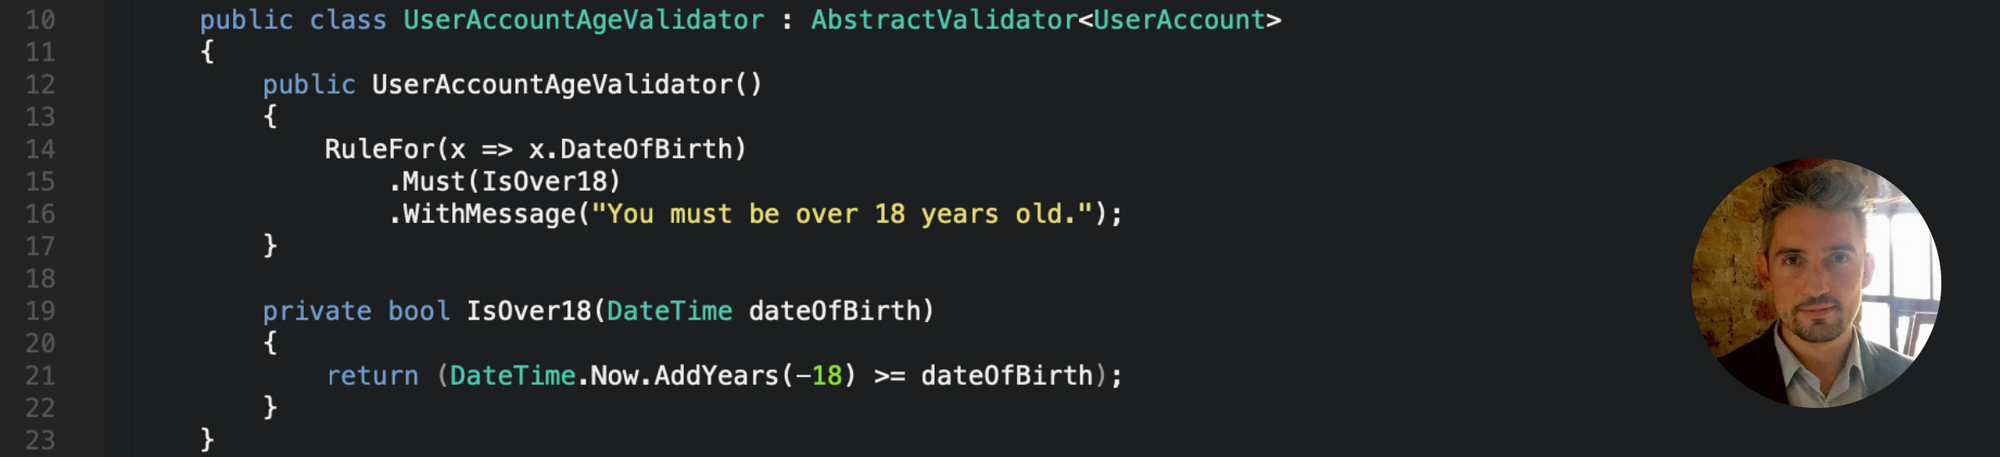 10 public class UserAccountAgeValidator : AbstractValidator<UserAccount>
11 {
12 public UserAccountAgeValidator()
13 {
14 RuleFor(x => x.DateOfBirth)
15 .Must(IsOver18)
16 .WithMessage("You must be over 18 years old.");
17 }
18
19 private bool IsOver18(DateTime dateOfBirth)
20 {
21 return (DateTime.Now.AddYears(-18) >= dateOfBirth);
22 }
23 }